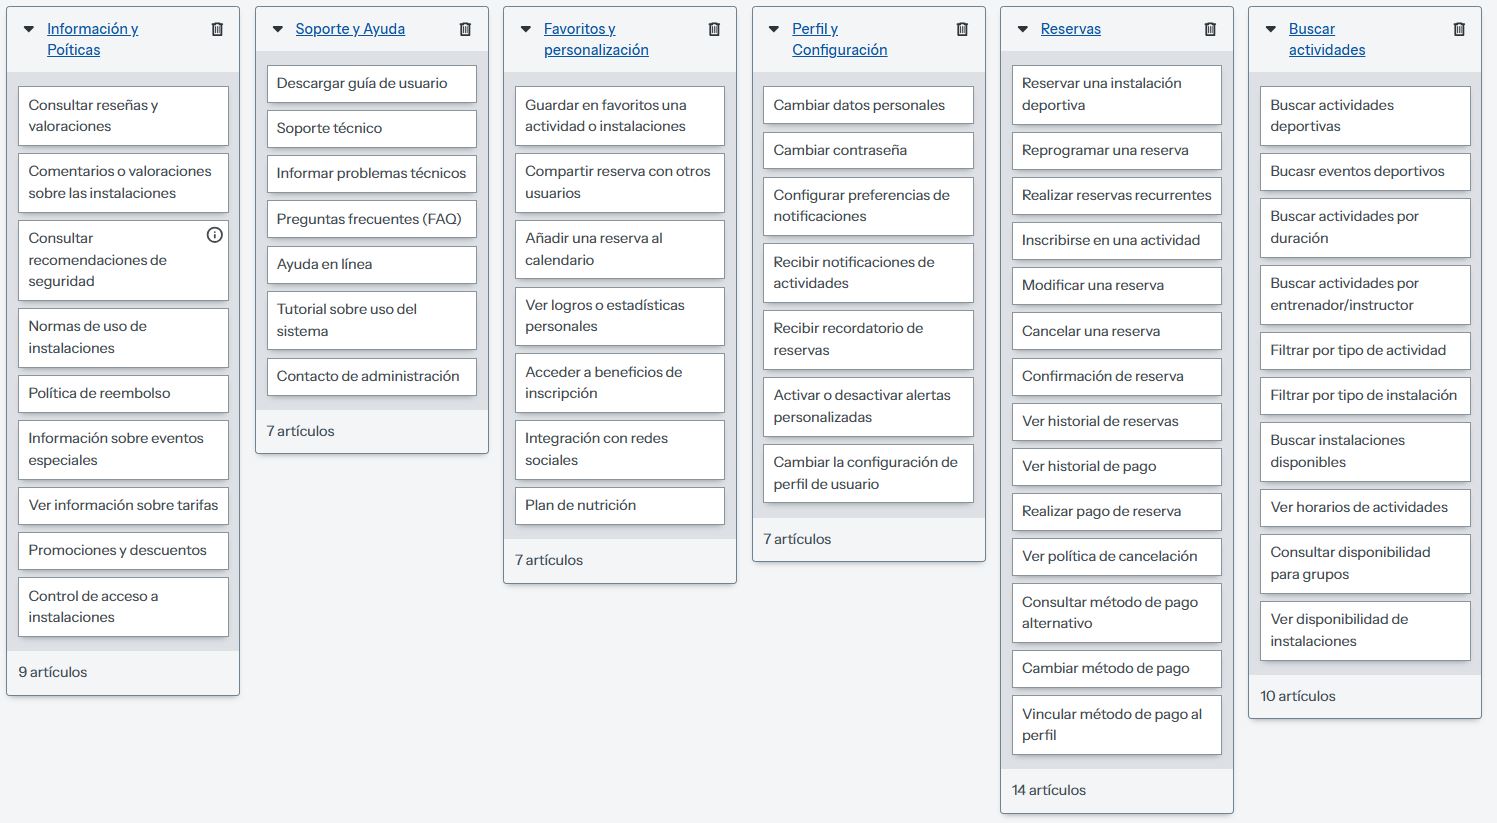 Información y
Poíticas
Consultar reseñas y
valoraciones
Comentarios o valoraciones
sobre las instalaciones
Consultar
recomendaciones de
seguridad
Normas de uso de
instalaciones
Política de reembolso
Información sobre eventos
especiales
Ver información sobre tarifas
Promociones y descuentos
Control de acceso a
instalaciones
9 artículos
Soporte y Ayuda
Descargar guía de usuario
Soporte técnico
Informar problemas técnicos
Preguntas frecuentes (FAQ)
Ayuda en línea
Tutorial sobre uso del
sistema
Contacto de administración
7 artículos
Favoritos y
personalización
Guardar en favoritos una
actividad o instalaciones
Compartir reserva con otros
usuarios
Añadir una reserva al
calendario
Ver logros o estadísticas
personales
Acceder a beneficios de
inscripción
Integración con redes
sociales
Plan de nutrición
7 artículos
Perfil y
Configuración
Cambiar datos personales
Cambiar contraseña
Configurar preferencias de
notificaciones
Recibir notificaciones de
actividades
Recibir recordatorio de
reservas
Activar o desactivar alertas
personalizadas
Cambiar la configuración de
perfil de usuario
7 artículos
Reservas
Reservar una instalación
deportiva
Reprogramar una reserva
Realizar reservas recurrentes
Inscribirse en una actividad
Modificar una reserva
Cancelar una reserva
Confirmación de reserva
Ver historial de reservas
Ver historial de pago
Realizar pago de reserva
Ver política de cancelación
Consultar método de pago
alternativo
Cambiar método de pago
Vincular método de pago al
perfil
14 artículos
Buscar
actividades
Buscar actividades
deportivas
Bucasr eventos deportivos
Buscar actividades por
duración
Buscar actividades por
entrenador/instructor
Filtrar por tipo de actividad
Filtrar por tipo de instalación
Buscar instalaciones
disponibles
Ver horarios de actividades
Consultar disponibilidad
para grupos
Ver disponibilidad de
instalaciones
10 artículos